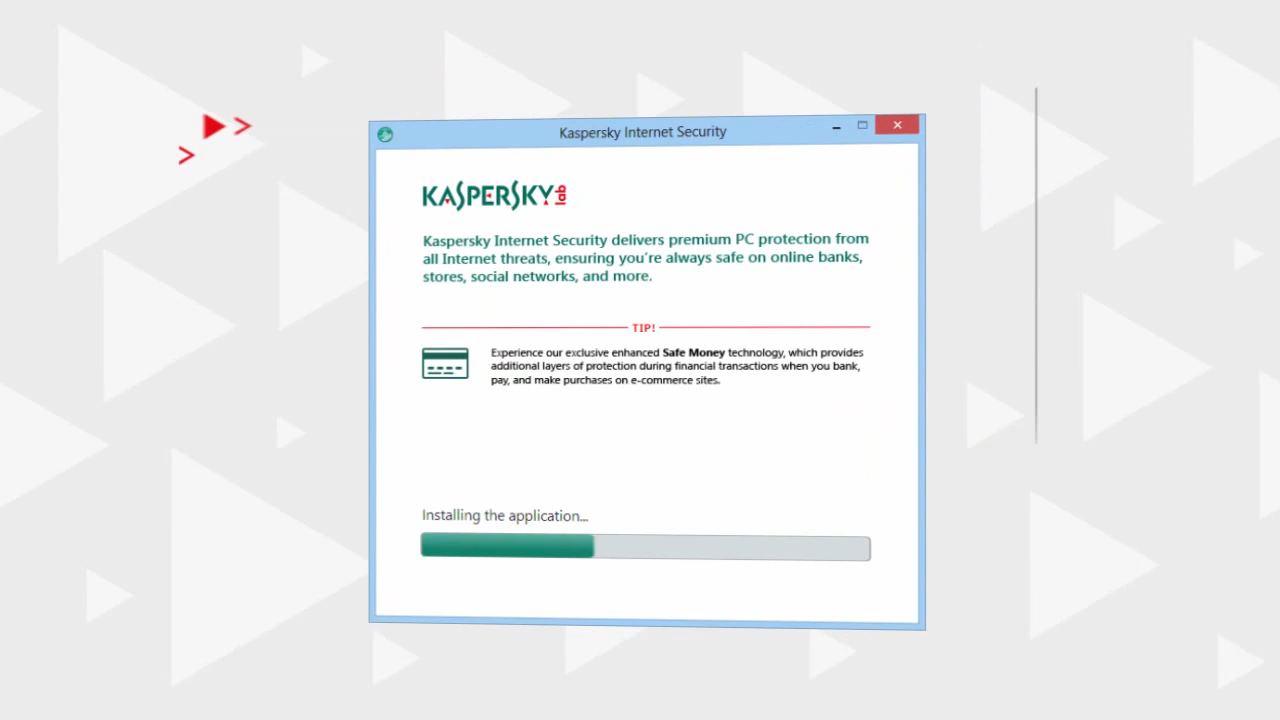 Kaspersky Internet Security
KASPERSKY lab
Kaspersky Internet Security delivers premium PC protection from
all Internet threats, ensuring you're always safe on online banks,
stores, social networks, and more.
TIP!
Experience our exclusive enhanced Safe Money technology, which provides
additional layers of protection during financial transactions when you bank,
pay, and make purchases on e-commerce sites.
Installing the application...